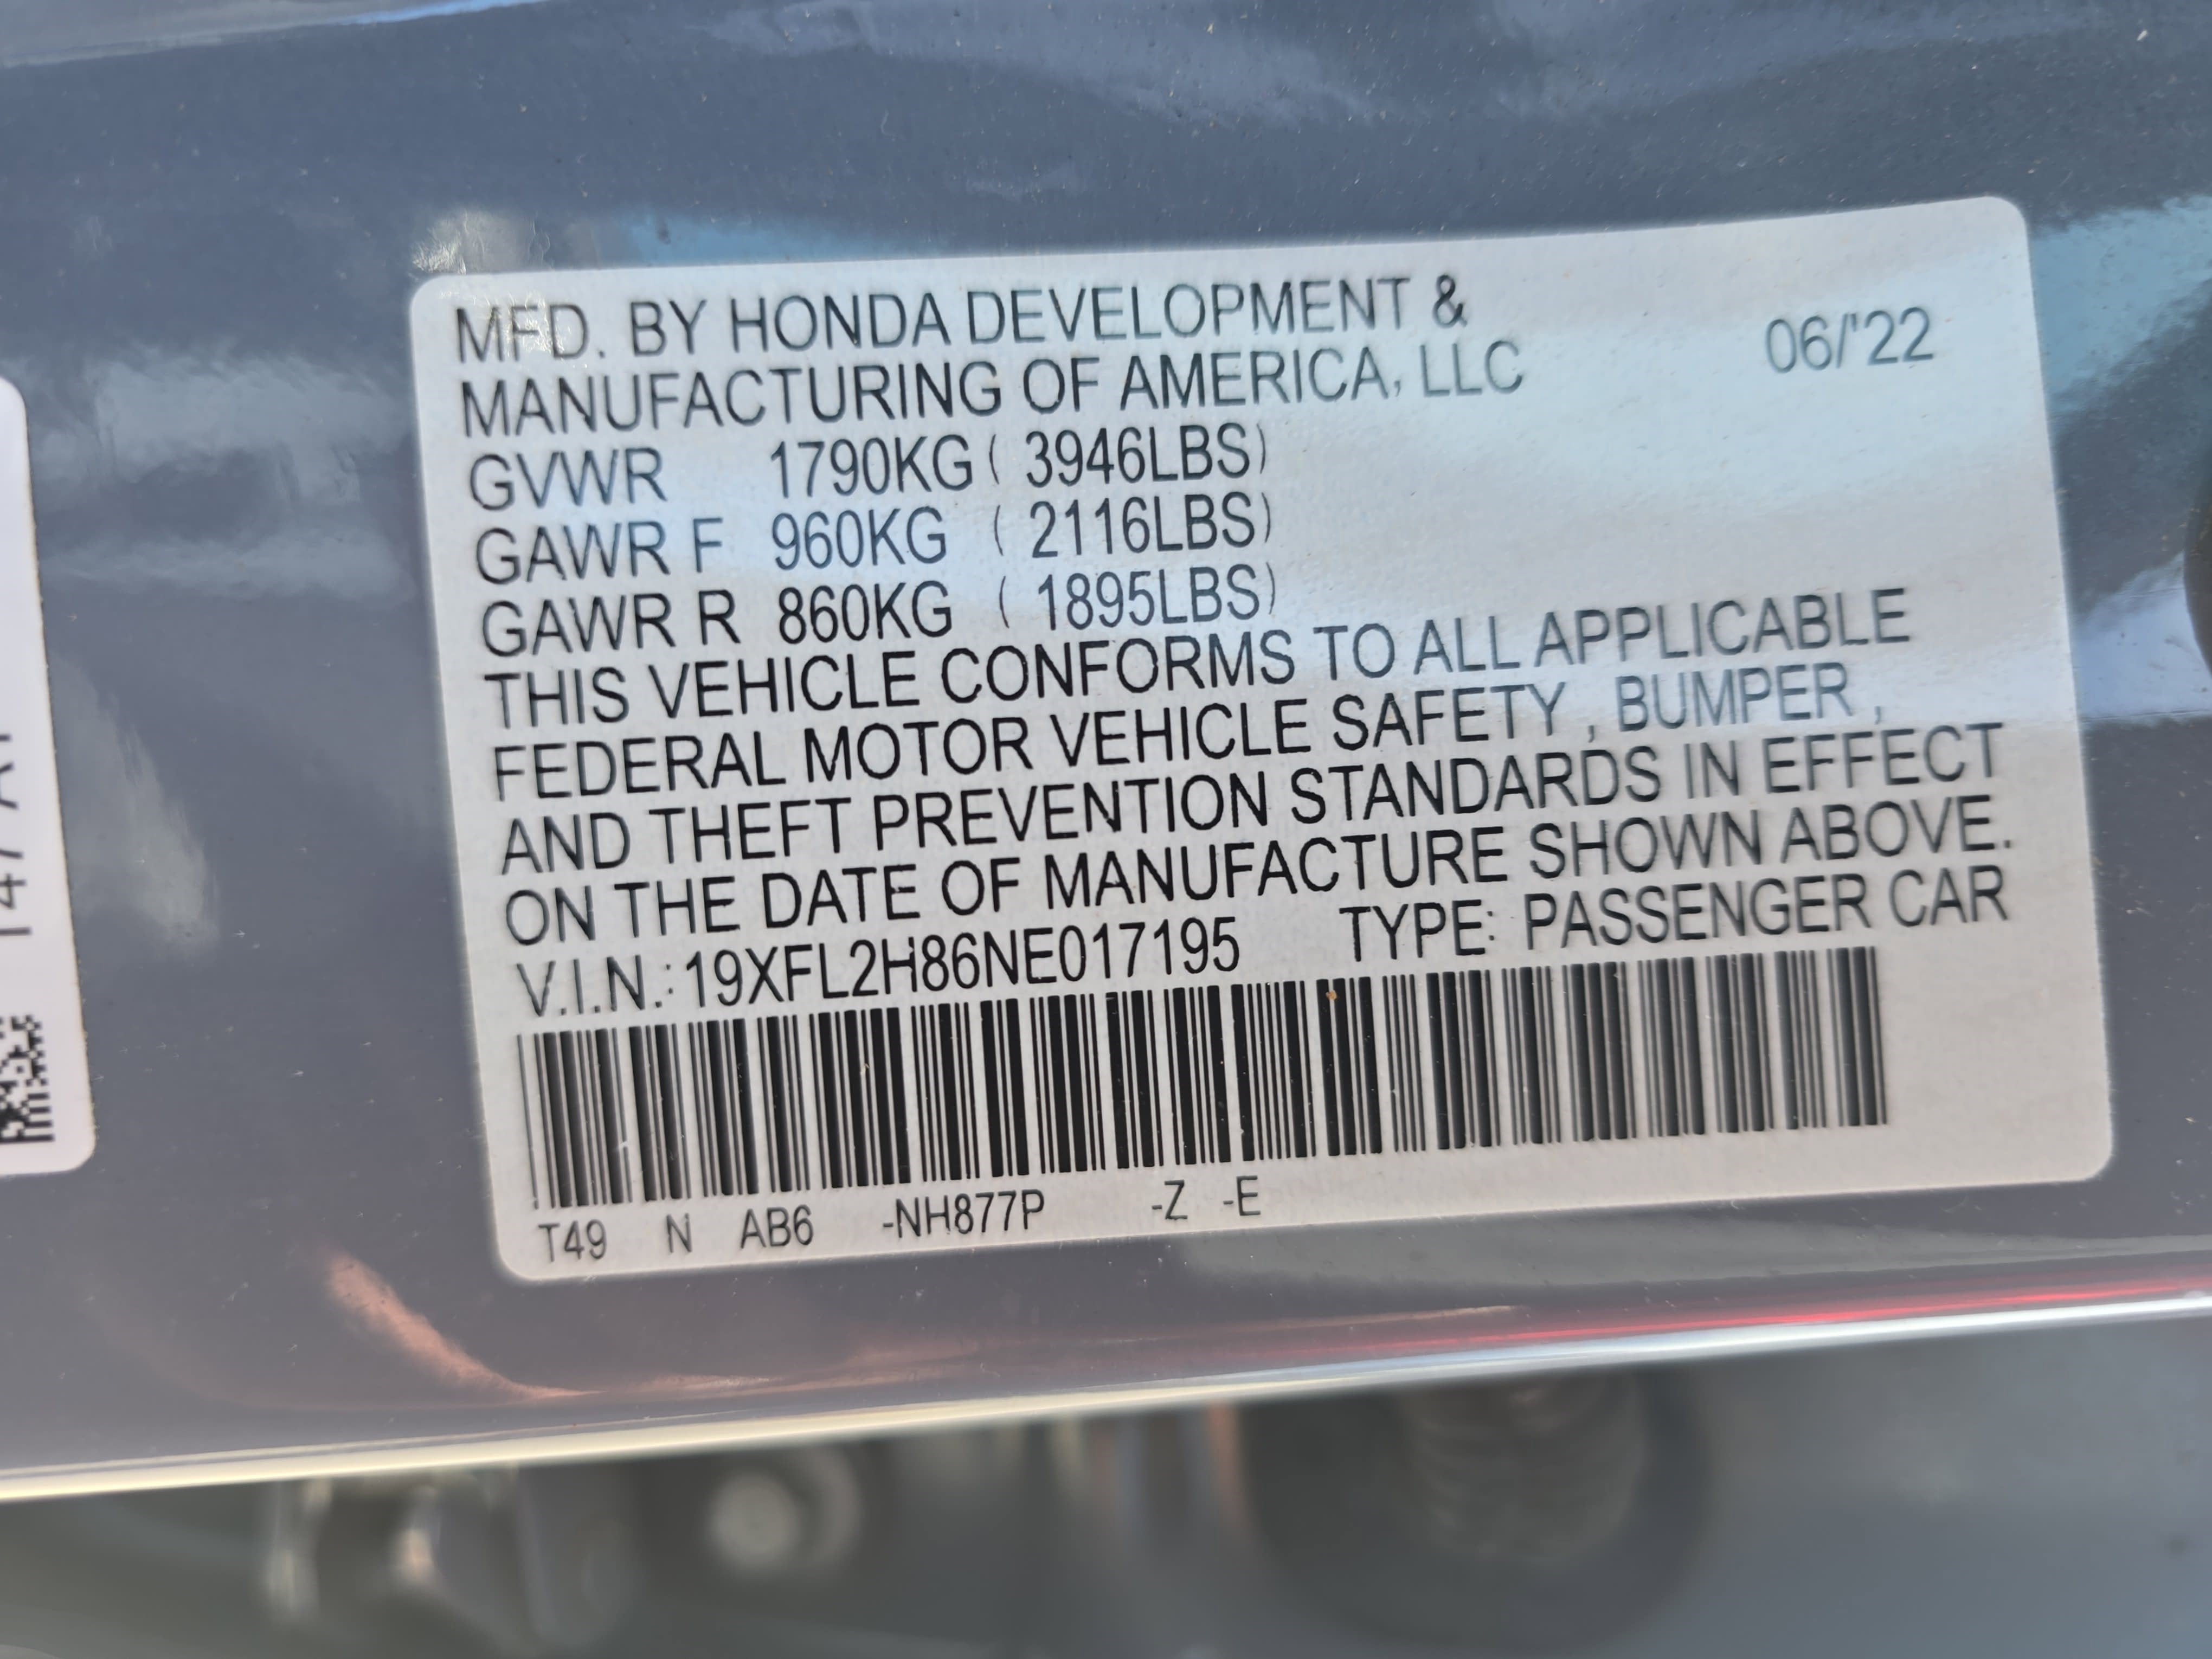 MFD. BY HONDA DEVELOPMENT &
MANUFACTURING OF AMERICA, LLC 06/'22
GVWR 1790KG ( 3946LBS)
GAWR F 960KG ( 2116LBS)
GAWR R 860KG ( 1895LBS)
THIS VEHICLE CONFORMS TO ALL APPLICABLE
FEDERAL MOTOR VEHICLE SAFETY , BUMPER ,
AND THEFT PREVENTION STANDARDS IN EFFECT
ON THE DATE OF MANUFACTURE SHOWN ABOVE.
V.I.N.: 19XFL2H86NE017195 TYPE: PASSENGER CAR
T49 N AB6 -NH877P -Z -E